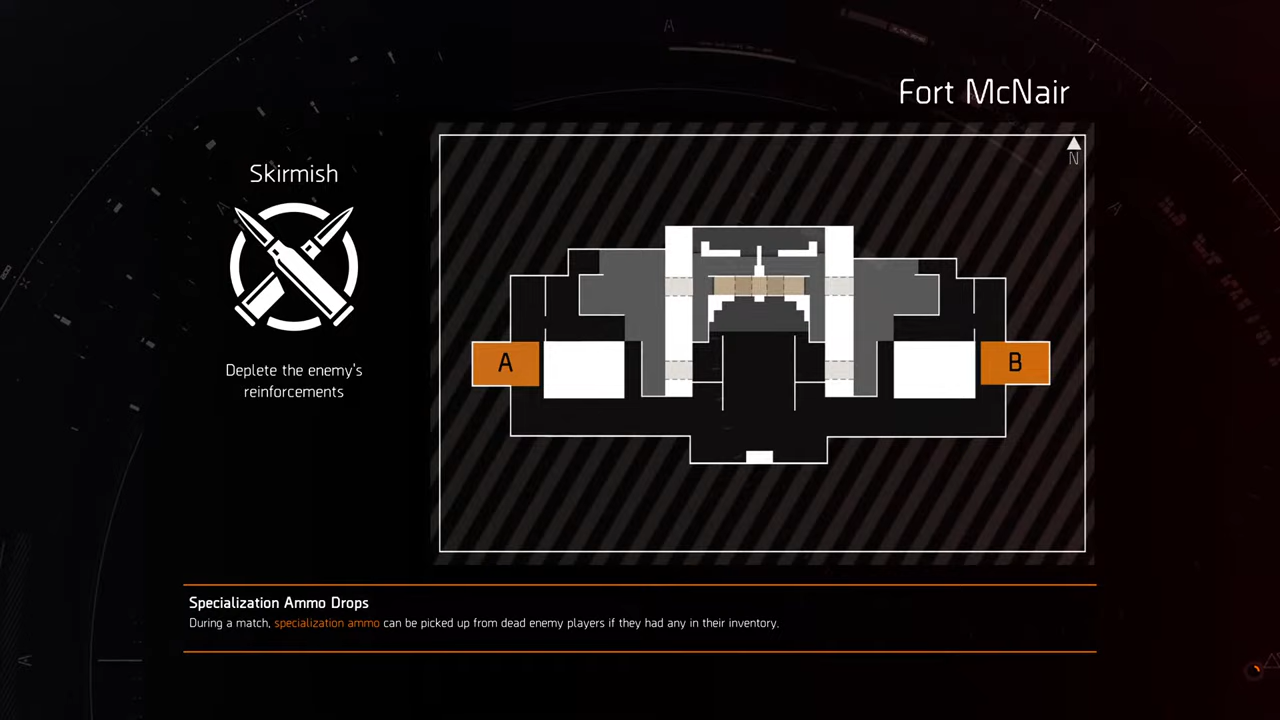 Fort McNair
Skirmish
N
A
B
Deplete the enemy's
reinforcements
Specialization Ammo Drops
During a match, specialization ammo can be picked up from dead enemy players if they had any in their inventory.